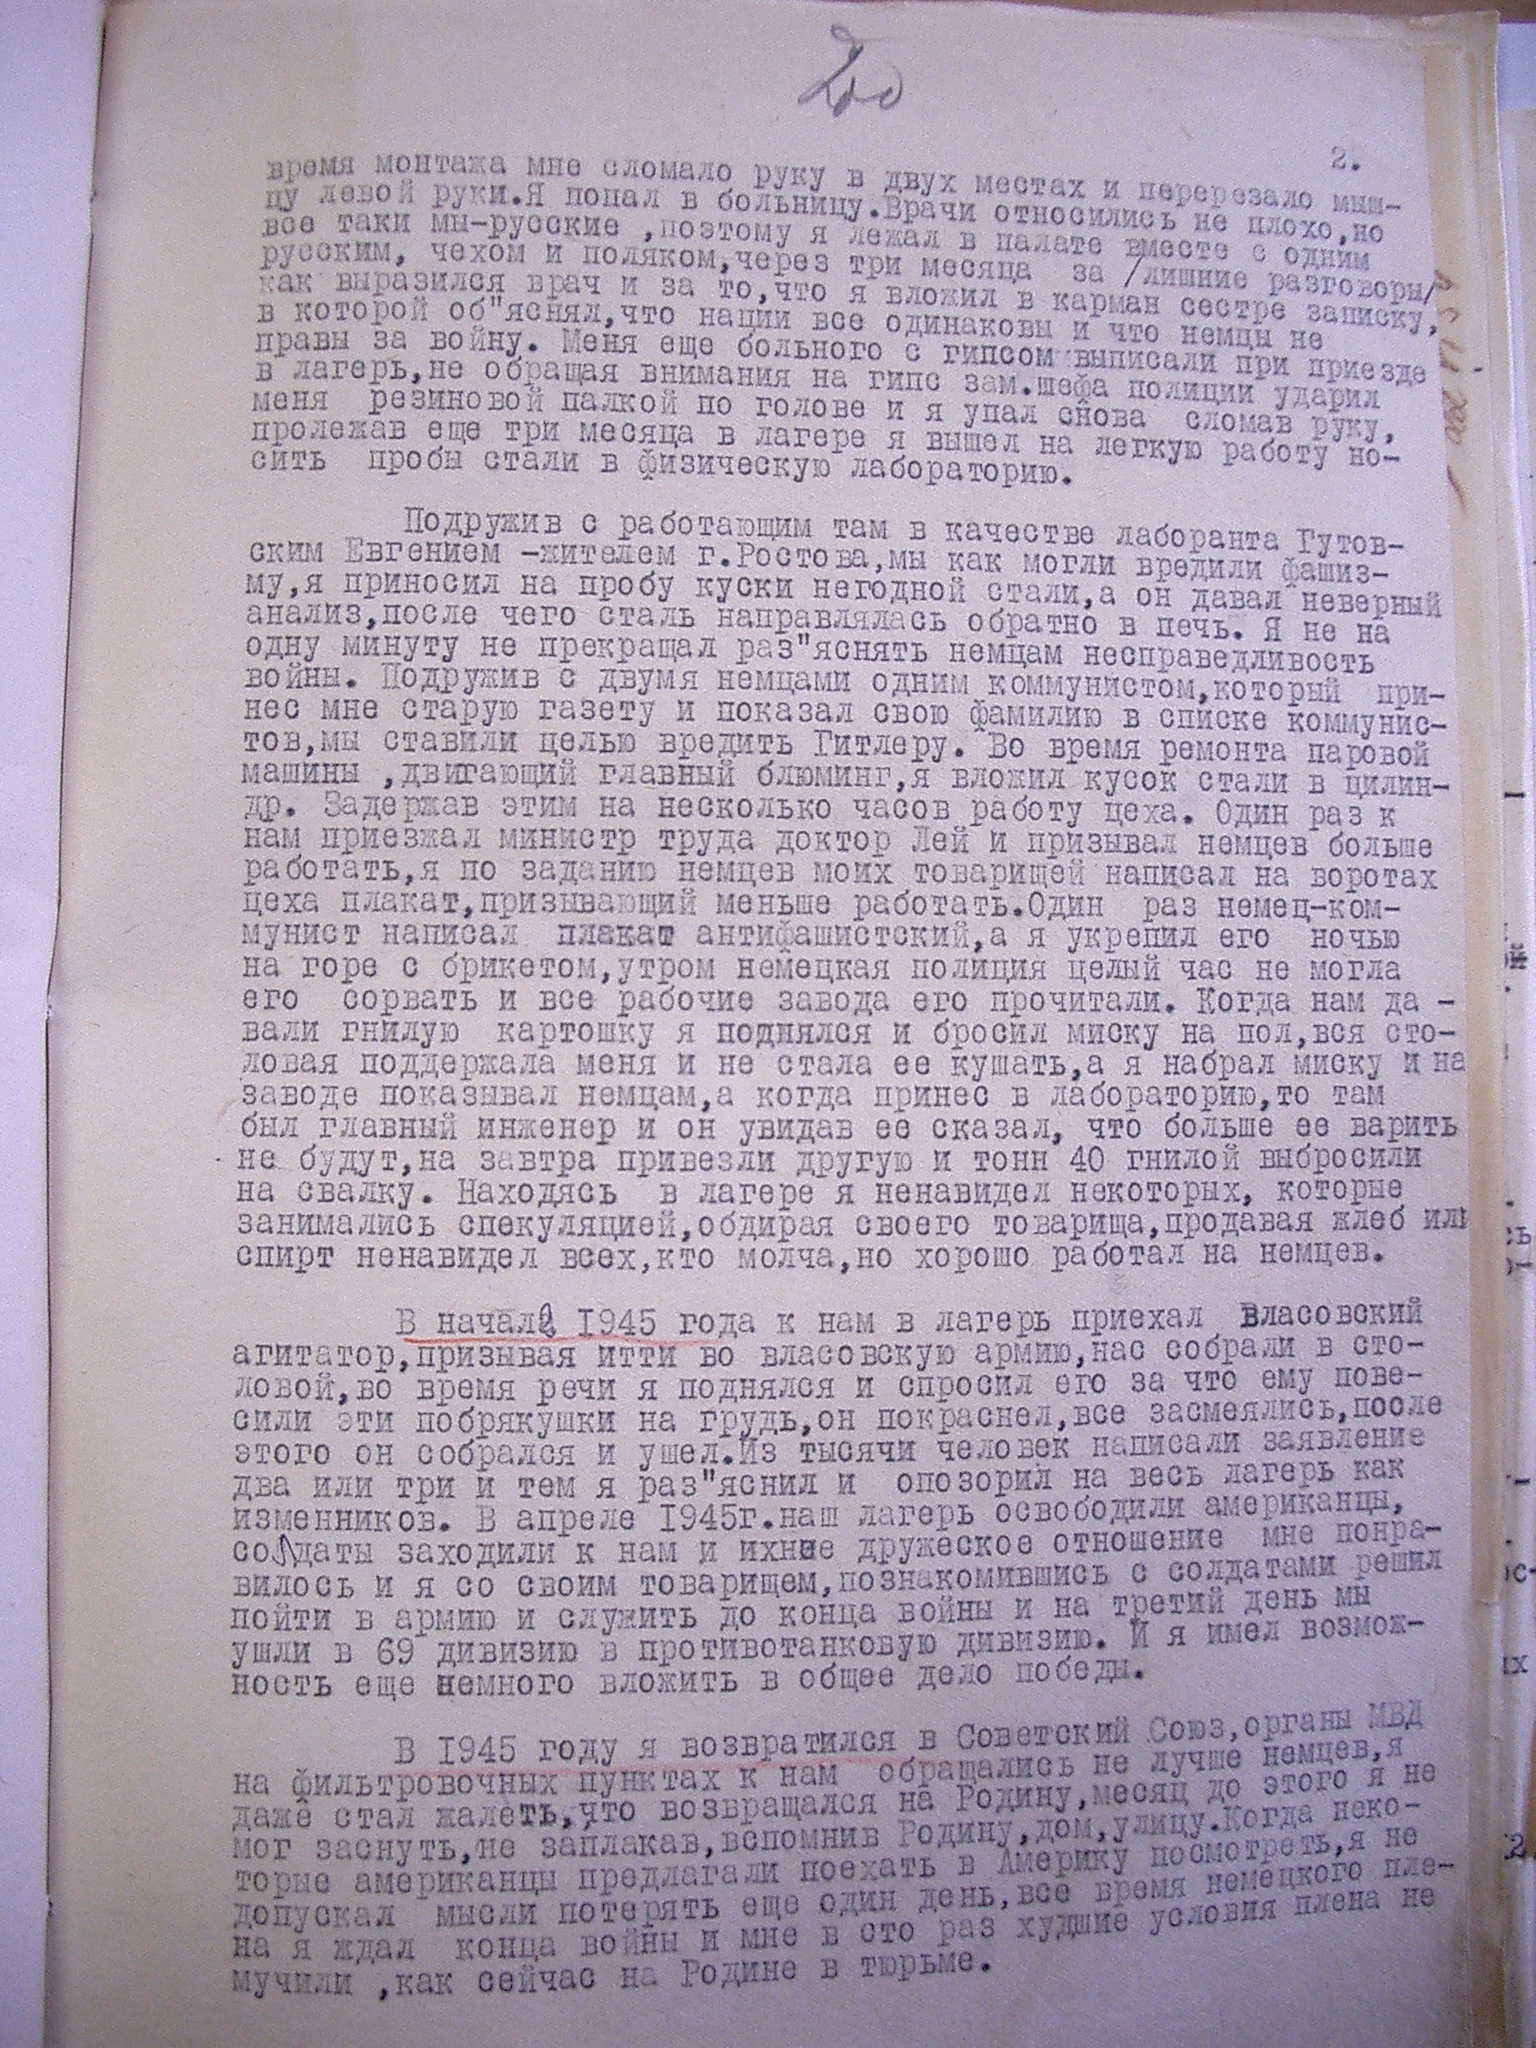 200
2.
время монтажа мне сломало руку в двух местах и перерезало мыш-
цу левой руки.Я попал в больницу.Врачи относились не плохо,но
все таки мы-русские ,поэтому я лежал в палате вместе с одним
русским, чехом и поляком,через три месяца за /лишние разговоры/
как выразился врач и за то,что я вложил в карман сестре записку,
в которой об"яснял,что нации все одинаковы и что немцы не
правы за войну. Меня еще больного с гипсом выписали при приезде
в лагерь,не обращая внимания на гипс зам.шефа полиции ударил
меня резиновой палкой по голове и я упал снова сломав руку,
пролежав еще три месяца в лагере я вышел на легкую работу но-
сить пробы стали в физическую лабораторию.
Подружив с работающим там в качестве лаборанта Гутов-
ским Евгением -жителем г.Ростова,мы как могли вредили фашиз-
му,я приносил на пробу куски негодной стали,а он давал неверный
анализ,после чего сталь направлялась обратно в печь. Я не на
одну минуту не прекращал раз"яснять немцам несправедливость
войны. Подружив с двумя немцами одним коммунистом,который при-
нес мне старую газету и показал свою фамилию в списке коммунис-
тов,мы ставили целью вредить Гитлеру. Во время ремонта паровой
машины ,двигающий главный блюминг,я вложил кусок стали в цилин-
др. Задержав этим на несколько часов работу цеха. Один раз к
нам приезжал министр труда доктор Лей и призывал немцев больше
работать,я по заданию немцев моих товарищей написал на воротах
цеха плакат,призывающий меньше работать.Один раз немец-ком-
мунист написал плакат антифашистский,а я укрепил его ночью
на горе с брикетом,утром немецкая полиция целый час не могла
его сорвать и все рабочие завода его прочитали. Когда нам да -
вали гнилую картошку я поднялся и бросил миску на пол,вся сто-
ловая поддержала меня и не стала ее кушать,а я набрал миску и на
заводе показывал немцам,а когда принес в лабораторию,то там
был главный инженер и он увидав ее сказал, что больше ее варить
не будут,на завтра привезли другую и тонн 40 гнилой выбросили
на свалку. Находясь в лагере я ненавидел некоторых, которые
занимались спекуляцией,обдирая своего товарища,продавая жлеб или
спирт ненавидел всех,кто молча,но хорошо работал на немцев.
В начале 1945 года к нам в лагерь приехал власовский
агитатор,призывая итти во власовскую армию,нас собрали в сто-
ловой,во время речи я поднялся и спросил его за что ему пове-
сили эти побрякушки на грудь,он покраснел,все засмеялись,после
этого он собрался и ушел.Из тысячи человек написали заявление
два или три и тем я раз"яснил и опозорил на весь лагерь как
изменников. В апреле 1945г.наш лагерь освободили американцы,
солдаты заходили к нам и ихнее дружеское отношение мне понра-
вилось и я со своим товарищем,познакомившись с солдатами решил
пойти в армию и служить до конца войны и на третий день мы
ушли в 69 дивизию в противотанковую дивизию. И я имел возмож-
ность еще немного вложить в общее дело победы.
В 1945 году я возвратился в Советский Союз,органы МВД
на фильтровочных пунктах к нам обращались не лучше немцев,я
даже стал жалеть,что возвращался на Родину,месяц до этого я не
мог заснуть,не заплакав,вспомнив Родину,дом,улицу.Когда неко-
торые американцы предлагали поехать в Америку посмотреть,я не
допускал мысли потерять еще один день,все время немецкого пле-
на я ждал конца войны и мне в сто раз худшие условия плена не
мучили ,как сейчас на Родине в тюрьме.